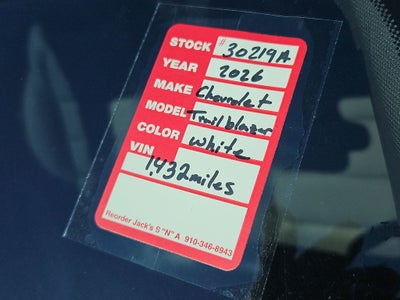 STOCK # 30219A
YEAR 2026
MAKE Chevrolet
MODEL Trailblazer
COLOR white
VIN 1,432 miles
Reorder Jack's S "N" A 910-346-8943